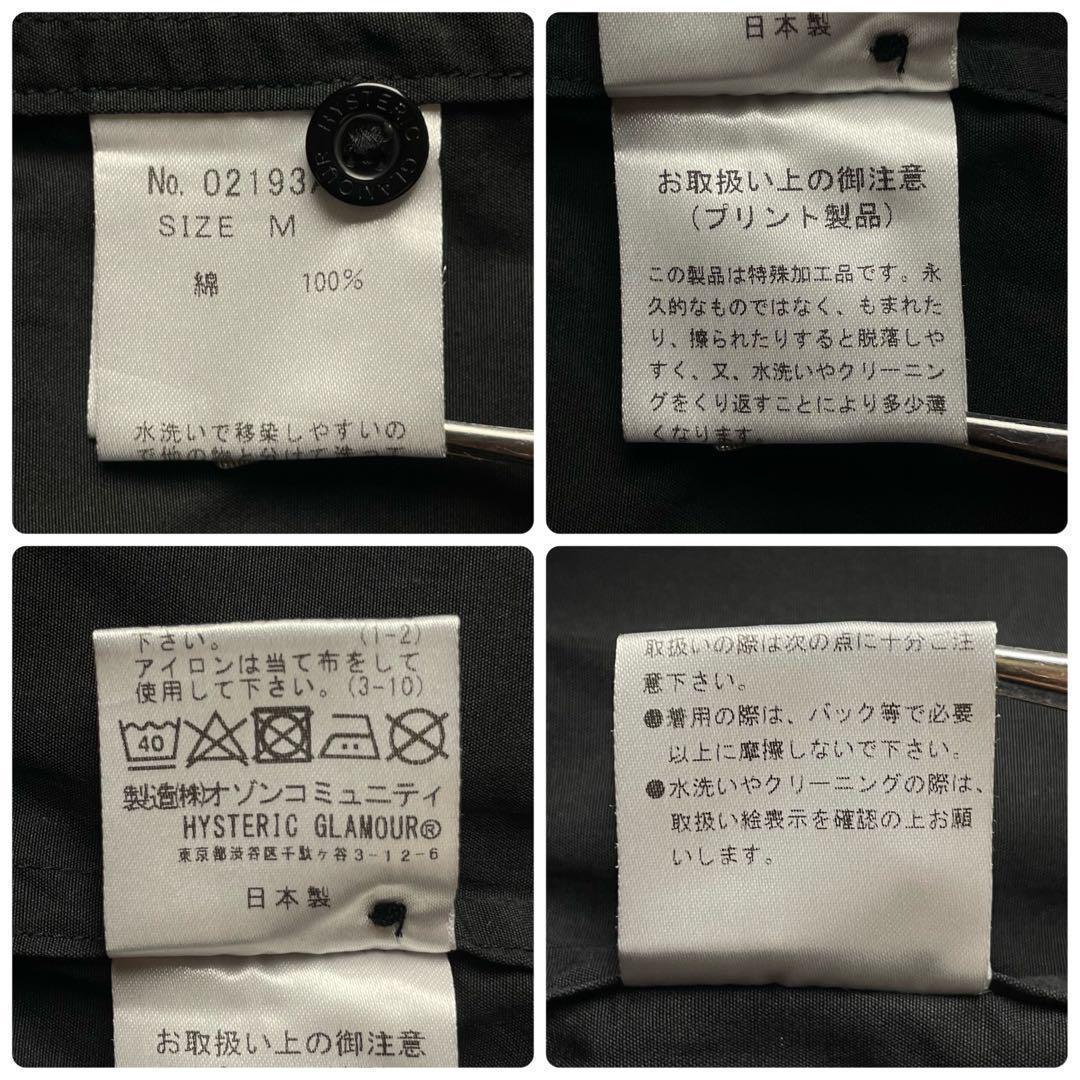 HYSTERIC GLAMOUR
No. 02193
SIZE M
綿 100%
水洗いで移染しやすいの
で他の物と分けて洗って
日本製
お取扱い上の御注意
(プリント製品)
この製品は特殊加工品です。永
久的なものではなく、もまれた
り、擦られたりすると脱落しや
すく、又、水洗いやクリーニン
グをくり返すことにより多少薄
くなります。
下さい。 (1-2)
アイロンは当て布をして
使用して下さい。(3-10)
40
製造(株)オゾンコミュニティ
HYSTERIC GLAMOUR®
東京都渋谷区千駄ヶ谷3-12-6
日本製
お取扱い上の御注意
取扱いの際は次の点に十分ご注
意下さい。
●着用の際は、バック等で必要
以上に摩擦しないで下さい。
●水洗いやクリーニングの際は、
取扱い絵表示を確認の上お願
いします。